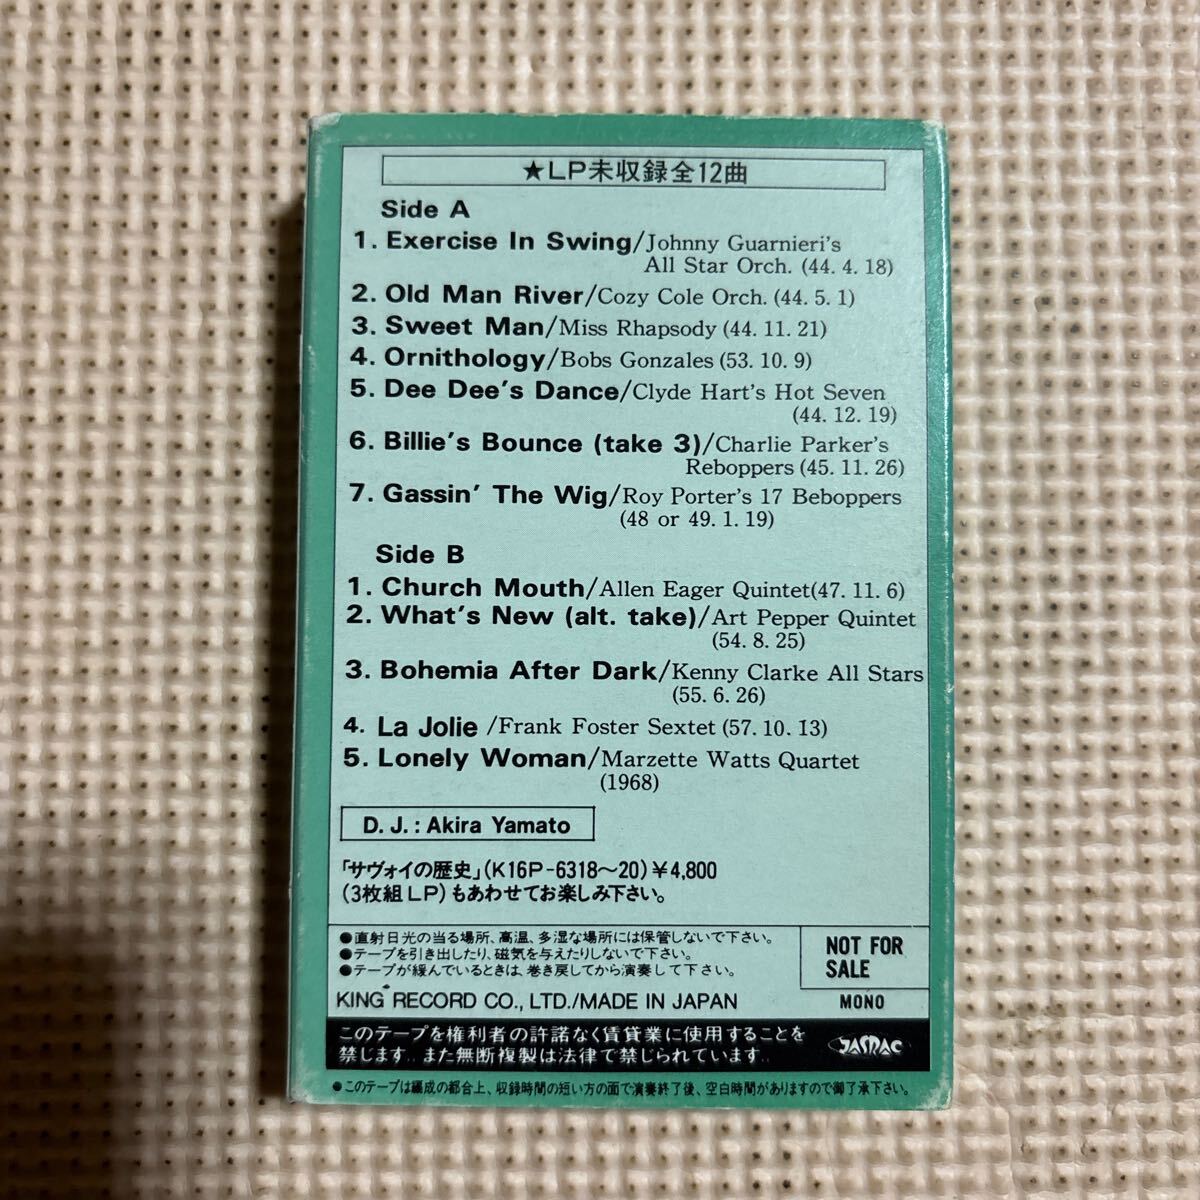 ★LP未収録全12曲
Side A
1. Exercise In Swing/Johnny Guarnieri's
All Star Orch. (44. 4. 18)
2. Old Man River/Cozy Cole Orch. (44. 5. 1)
3. Sweet Man/Miss Rhapsody (44. 11. 21)
4. Ornithology/Bobs Gonzales (53. 10. 9)
5. Dee Dee's Dance/Clyde Hart's Hot Seven
(44. 12. 19)
6. Billie's Bounce (take 3)/Charlie Parker's
Reboppers (45. 11. 26)
7. Gassin' The Wig/Roy Porter's 17 Beboppers
(48 or 49. 1. 19)
Side B
1. Church Mouth/Allen Eager Quintet(47. 11. 6)
2. What's New (alt. take)/Art Pepper Quintet
(54. 8. 25)
3. Bohemia After Dark/Kenny Clarke All Stars
(55. 6. 26)
4. La Jolie /Frank Foster Sextet (57. 10. 13)
5. Lonely Woman/Marzette Watts Quartet
(1968)
D. J. : Akira Yamato
「サヴォイの歴史」(K16P-6318〜20)￥4,800
(3枚組LP)もあわせてお楽しみ下さい。
●直射日光の当る場所、高温、多湿な場所には保管しないで下さい。
●テープを引き出したり、磁気を与えたりしないで下さい。
●テープが緩んでいるときは、巻き戻してから演奏して下さい。
NOT FOR
SALE
KING RECORD CO., LTD./MADE IN JAPAN
MONO
このテープを権利者の許諾なく賃貸業に使用することを
禁じます．．また無断複製は法律で禁じられています．．
JASRAC
●このテープは編成の都合上、収録時間の短い方の面で演奏終了後、空白時間がありますので御了承下さい。